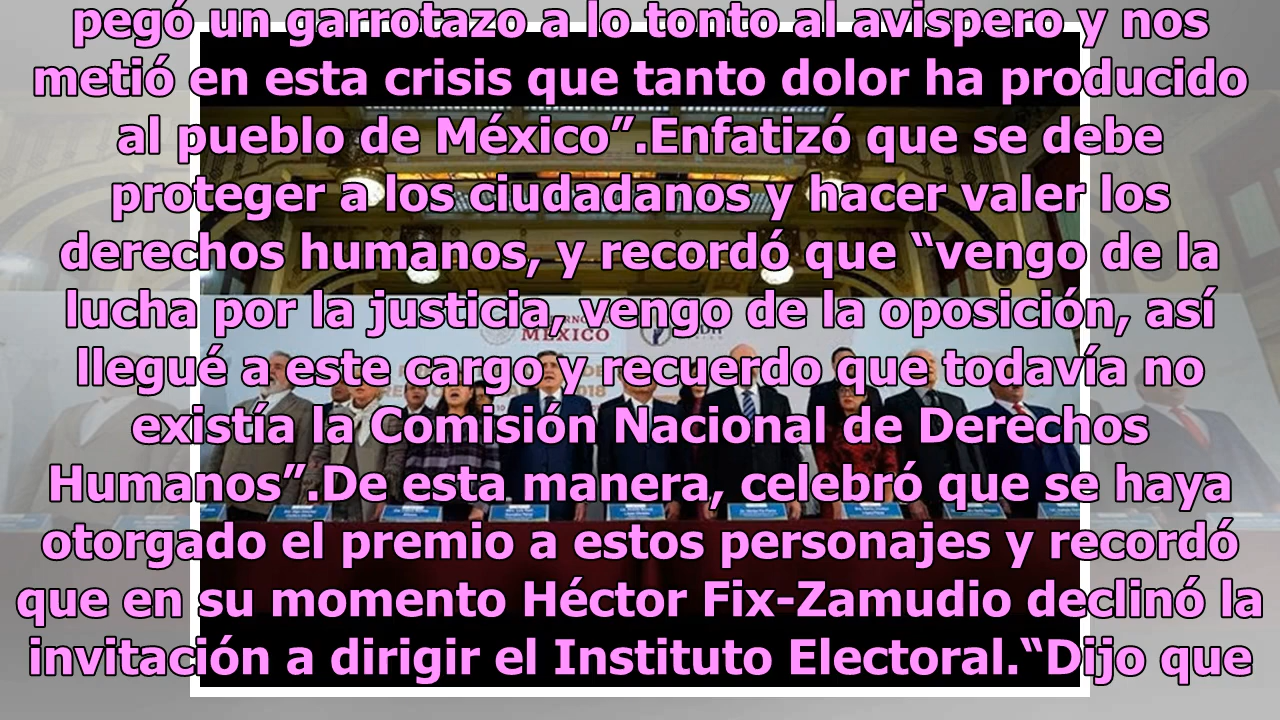 pegó un garrotazo a lo tonto al avispero y nos
metió en esta crisis que tanto dolor ha producido
al pueblo de México”.Enfatizó que se debe
proteger a los ciudadanos y hacer valer los
derechos humanos, y recordó que “vengo de la
lucha por la justicia, vengo de la oposición, así
MÉXICO
llegué a este cargo y recuerdo que todavía no
2018
existía la Comisión Nacional de Derechos
Humanos”.De esta manera, celebró que se haya
otorgado el premio a estos personajes y recordó
que en su momento Héctor Fix-Zamudio declinó la
invitación a dirigir el Instituto Electoral.“Dijo que